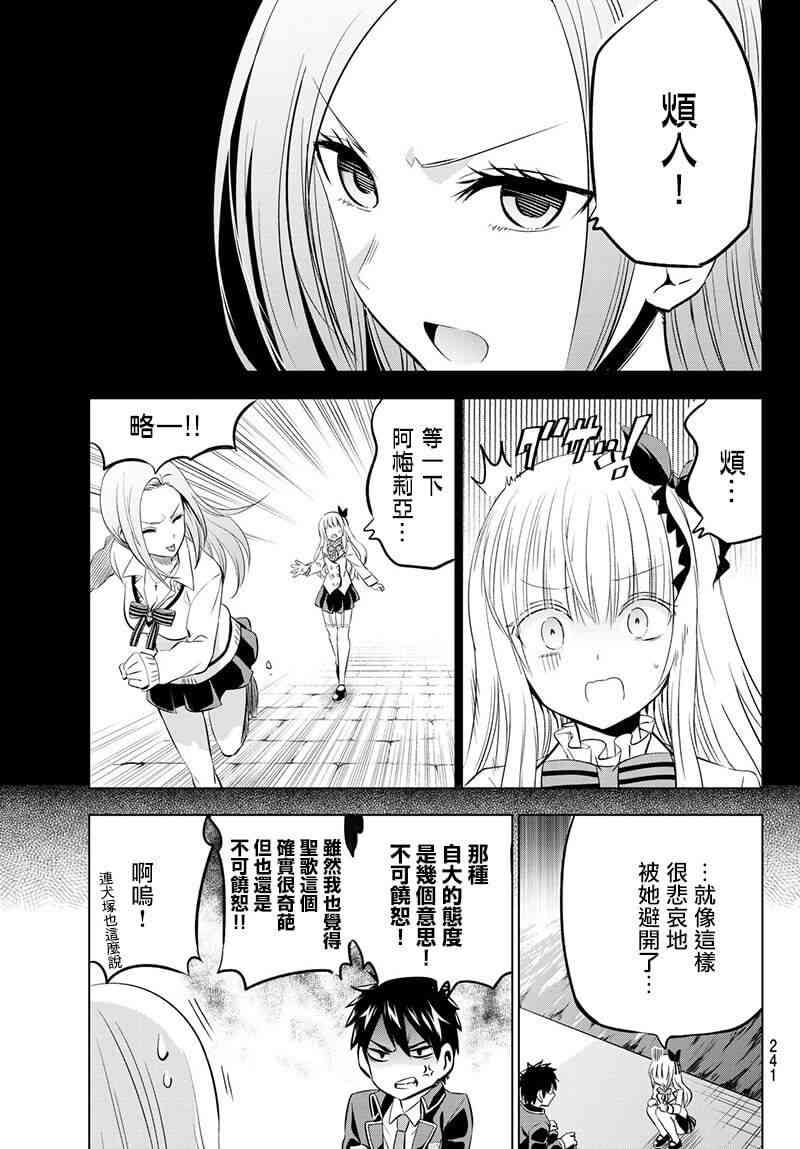 煩人！
煩…
グサッ!
等一下
阿梅莉亞…
略—!!
…就像這樣
很悲哀地
被她避開了…
那種
自大的態度
是幾個意思！
不可饒恕！
雖然我也覺得
聖歌這個
確實很奇葩
但也還是
不可饒恕!!
啊嗚！
連犬塚也這麼說
241